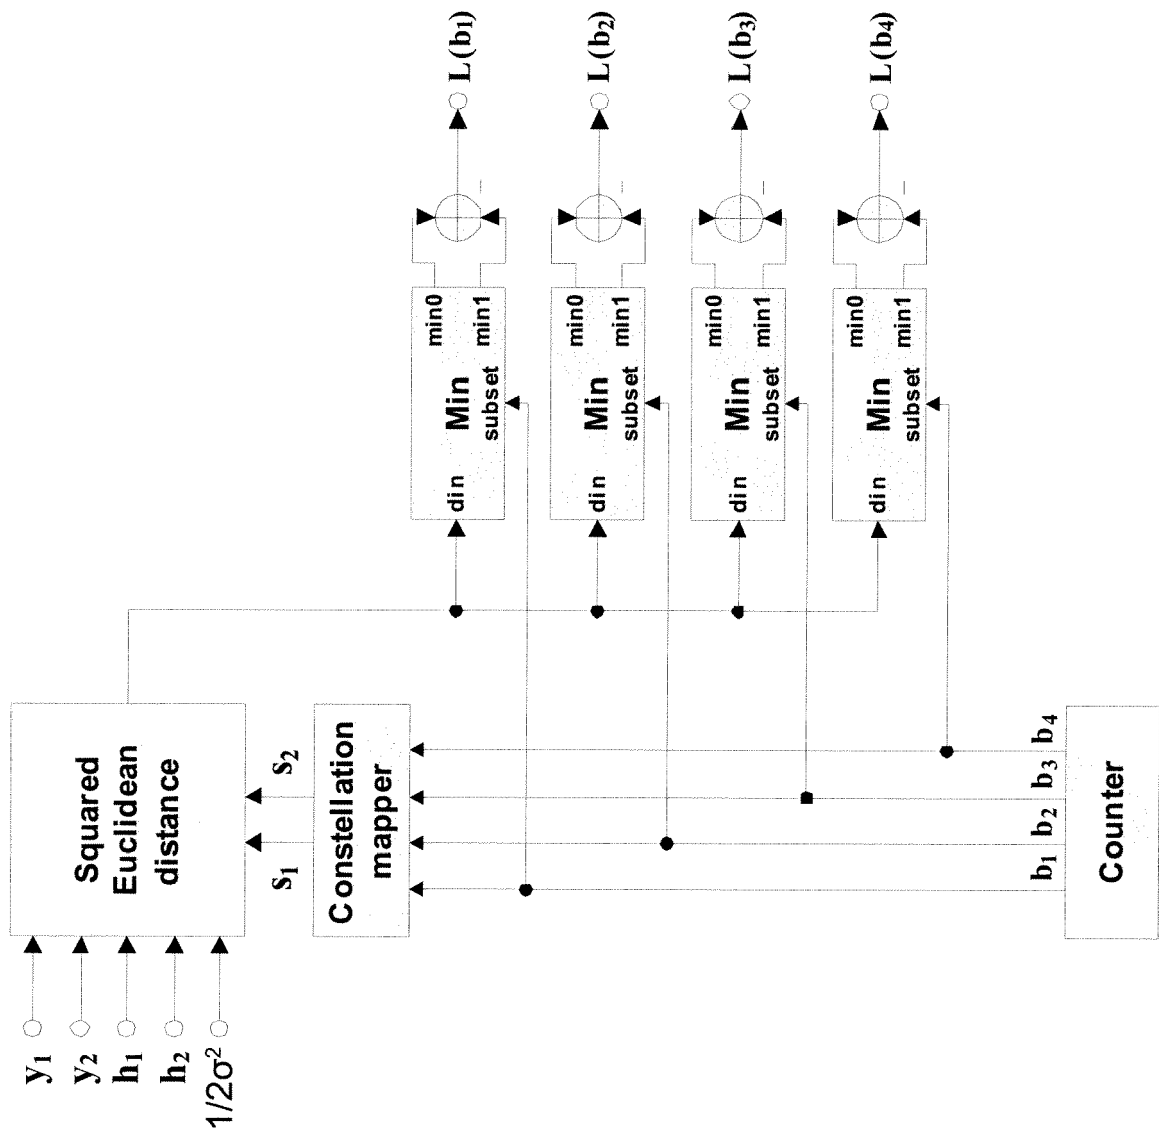 y₁
y₂
h₁
h₂
1/2σ²
Squared
Euclidean
distance
s₁
s₂
Constellation
mapper
b₁
b₂
b₃
b₄
Counter
din
Min
subset
min0
min1
L(b₁)
din
Min
subset
min0
min1
L(b₂)
din
Min
subset
min0
min1
L(b₃)
din
Min
subset
min0
min1
L(b₄)